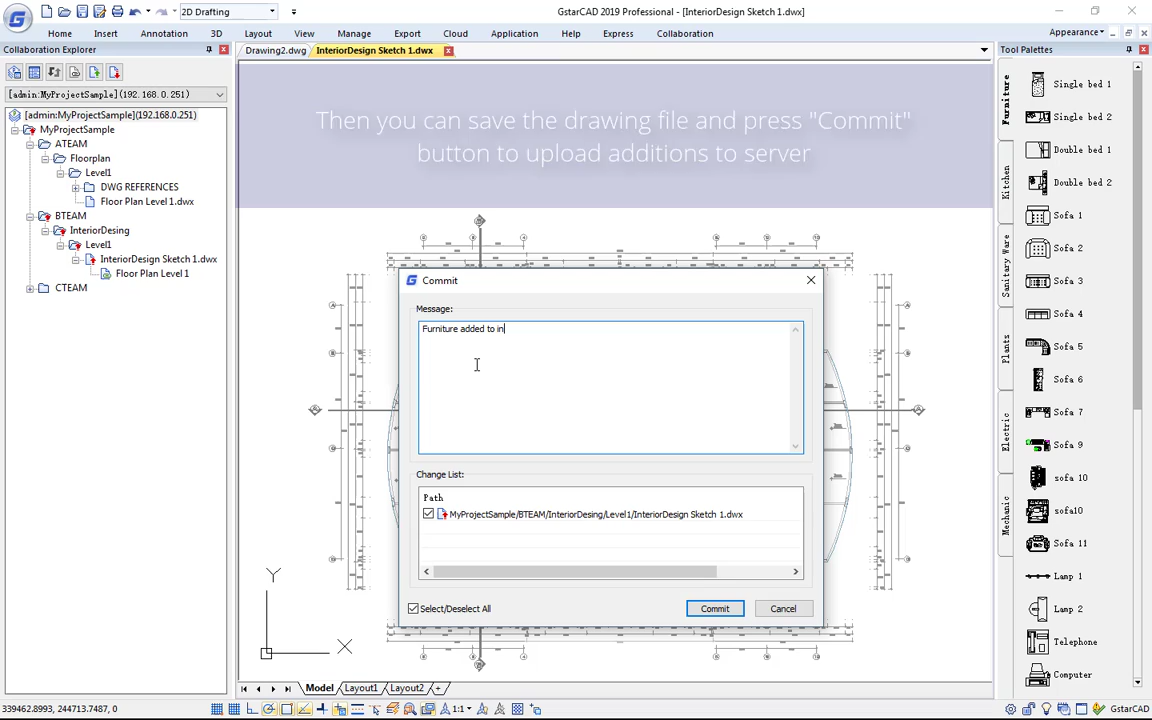 2D Drafting
GstarCAD 2019 Professional - [InteriorDesign Sketch 1.dwx]
Home Insert Annotation 3D Layout View Manage Export Cloud Application Help Express Collaboration Appearance
Collaboration Explorer
Drawing2.dwg InteriorDesign Sketch 1.dwx
Tool Palettes
[admin:MyProjectSample](192.168.0.251)
[admin:MyProjectSample](192.168.0.251)
MyProjectSample
ATEAM
Floorplan
Level1
DWG REFERENCES
Floor Plan Level 1.dwx
BTEAM
InteriorDesing
Level1
InteriorDesign Sketch 1.dwx
Floor Plan Level 1
CTEAM
Then you can save the drawing file and press "Commit"
button to upload additions to server
Commit
Message:
Furniture added to in
Change List:
Path
MyProjectSample/BTEAM/InteriorDesing/Level1/InteriorDesign Sketch 1.dwx
Select/Deselect All
Commit
Cancel
Y
X
Furniture
Kitchen
Sanitary Ware
Plants
Electric
Mechanic
Single bed 1
Single bed 2
Double bed 1
Double bed 2
Sofa 1
Sofa 2
Sofa 3
Sofa 4
Sofa 5
Sofa 6
Sofa 7
Sofa 9
sofa 10
sofa10
Sofa 11
Lamp 1
Lamp 2
Telephone
Computer
Model Layout1 Layout2 +
339462.8993, 244713.7487, 0
1:1
GstarCAD